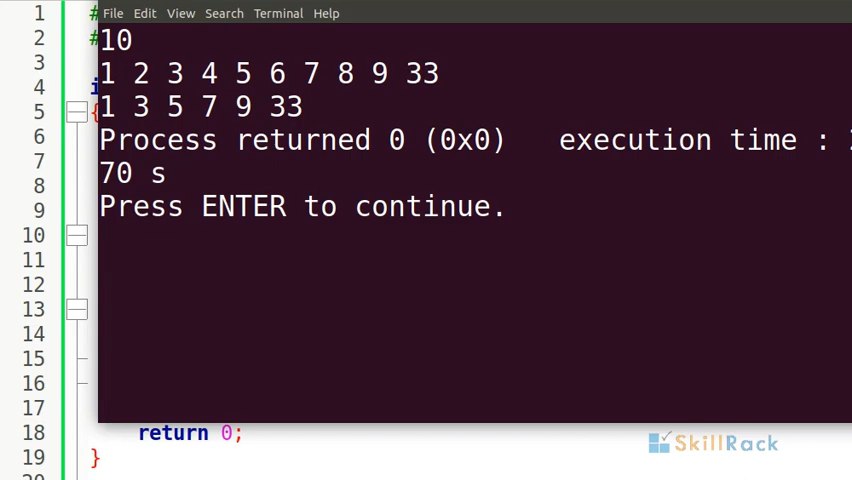 File Edit View Search Terminal Help
10
1 2 3 4 5 6 7 8 9 33
1 3 5 7 9 33
Process returned 0 (0x0)   execution time :
70 s
Press ENTER to continue.
1 #
2 #
3
4
5 {
6
7
8
9
10
11
12
13
14
15
16
17
18 return 0;
19 }
SkillRack